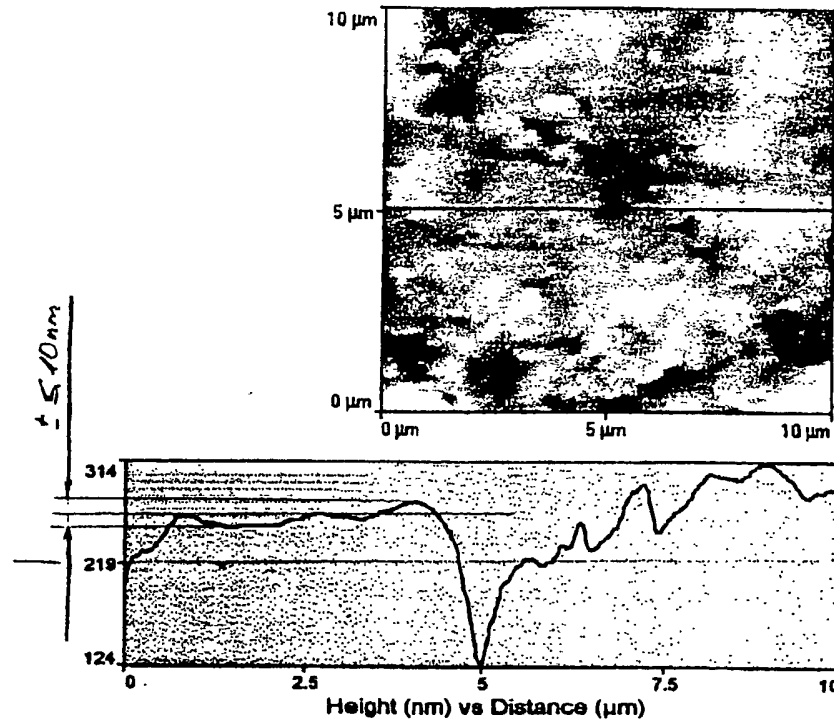 10 µm
5 µm
0 µm
0 µm 5 µm 10 µm
± ≤ 10nm
314
219
124
0 2.5 5 7.5 10
Height (nm) vs Distance (µm)